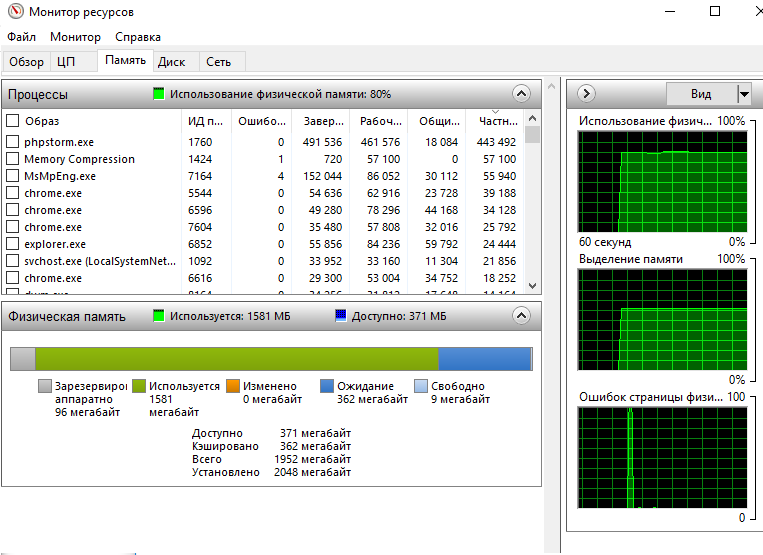 Монитор ресурсов
Файл Монитор Справка
Обзор ЦП Память Диск Сеть
Процессы Использование физической памяти: 80%
Образ ИД п... Ошибо... Завер... Рабоч... Общи... Частн...
phpstorm.exe 1760 0 491 536 461 576 18 084 443 492
Memory Compression 1424 1 720 57 100 0 57 100
MsMpEng.exe 7164 4 152 044 86 052 30 112 55 940
chrome.exe 5544 0 54 636 62 916 23 728 39 188
chrome.exe 6596 0 49 280 78 296 44 168 34 128
chrome.exe 7604 0 35 480 57 808 32 016 25 792
explorer.exe 6852 0 55 856 84 236 59 792 24 444
svchost.exe (LocalSystemNet... 1092 0 33 952 33 160 11 304 21 856
chrome.exe 6616 0 29 300 53 004 34 752 18 252
Физическая память Используется: 1581 МБ Доступно: 371 МБ
Зарезервиро
аппаратно
96 мегабайт
Используется
1581
мегабайт
Изменено
0 мегабайт
Ожидание
362 мегабайт
Свободно
9 мегабайт
Доступно 371 мегабайт
Кэшировано 362 мегабайт
Всего 1952 мегабайт
Установлено 2048 мегабайт
Вид
Использование физич... 100%
60 секунд 0%
Выделение памяти 100%
0%
Ошибок страницы физи... 100
0